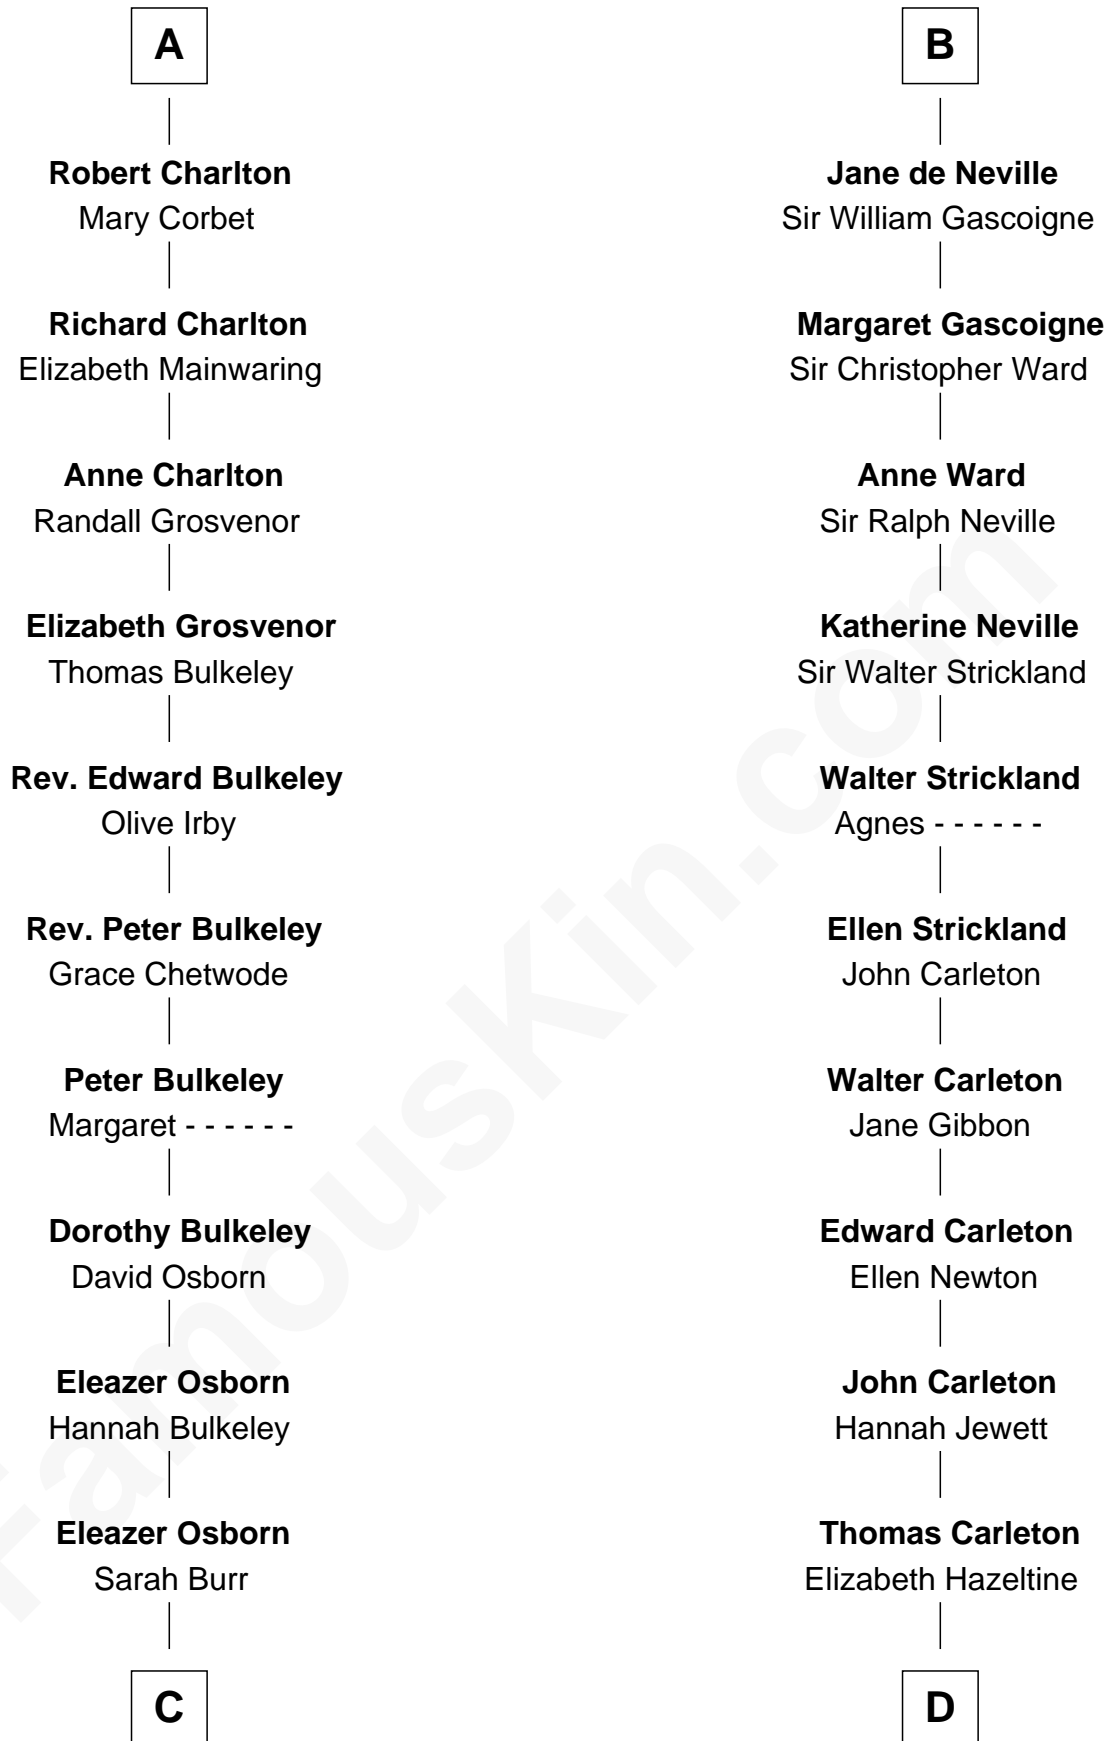 A
Robert Charlton
Mary Corbet
Richard Charlton
Elizabeth Mainwaring
Anne Charlton
Randall Grosvenor
Elizabeth Grosvenor
Thomas Bulkeley
Rev. Edward Bulkeley
Olive Irby
Rev. Peter Bulkeley
Grace Chetwode
Peter Bulkeley
Margaret - - - - - -
Dorothy Bulkeley
David Osborn
Eleazer Osborn
Hannah Bulkeley
Eleazer Osborn
Sarah Burr
C
B
Jane de Neville
Sir William Gascoigne
Margaret Gascoigne
Sir Christopher Ward
Anne Ward
Sir Ralph Neville
Katherine Neville
Sir Walter Strickland
Walter Strickland
Agnes - - - - - -
Ellen Strickland
John Carleton
Walter Carleton
Jane Gibbon
Edward Carleton
Ellen Newton
John Carleton
Hannah Jewett
Thomas Carleton
Elizabeth Hazeltine
D
FamousKin.com